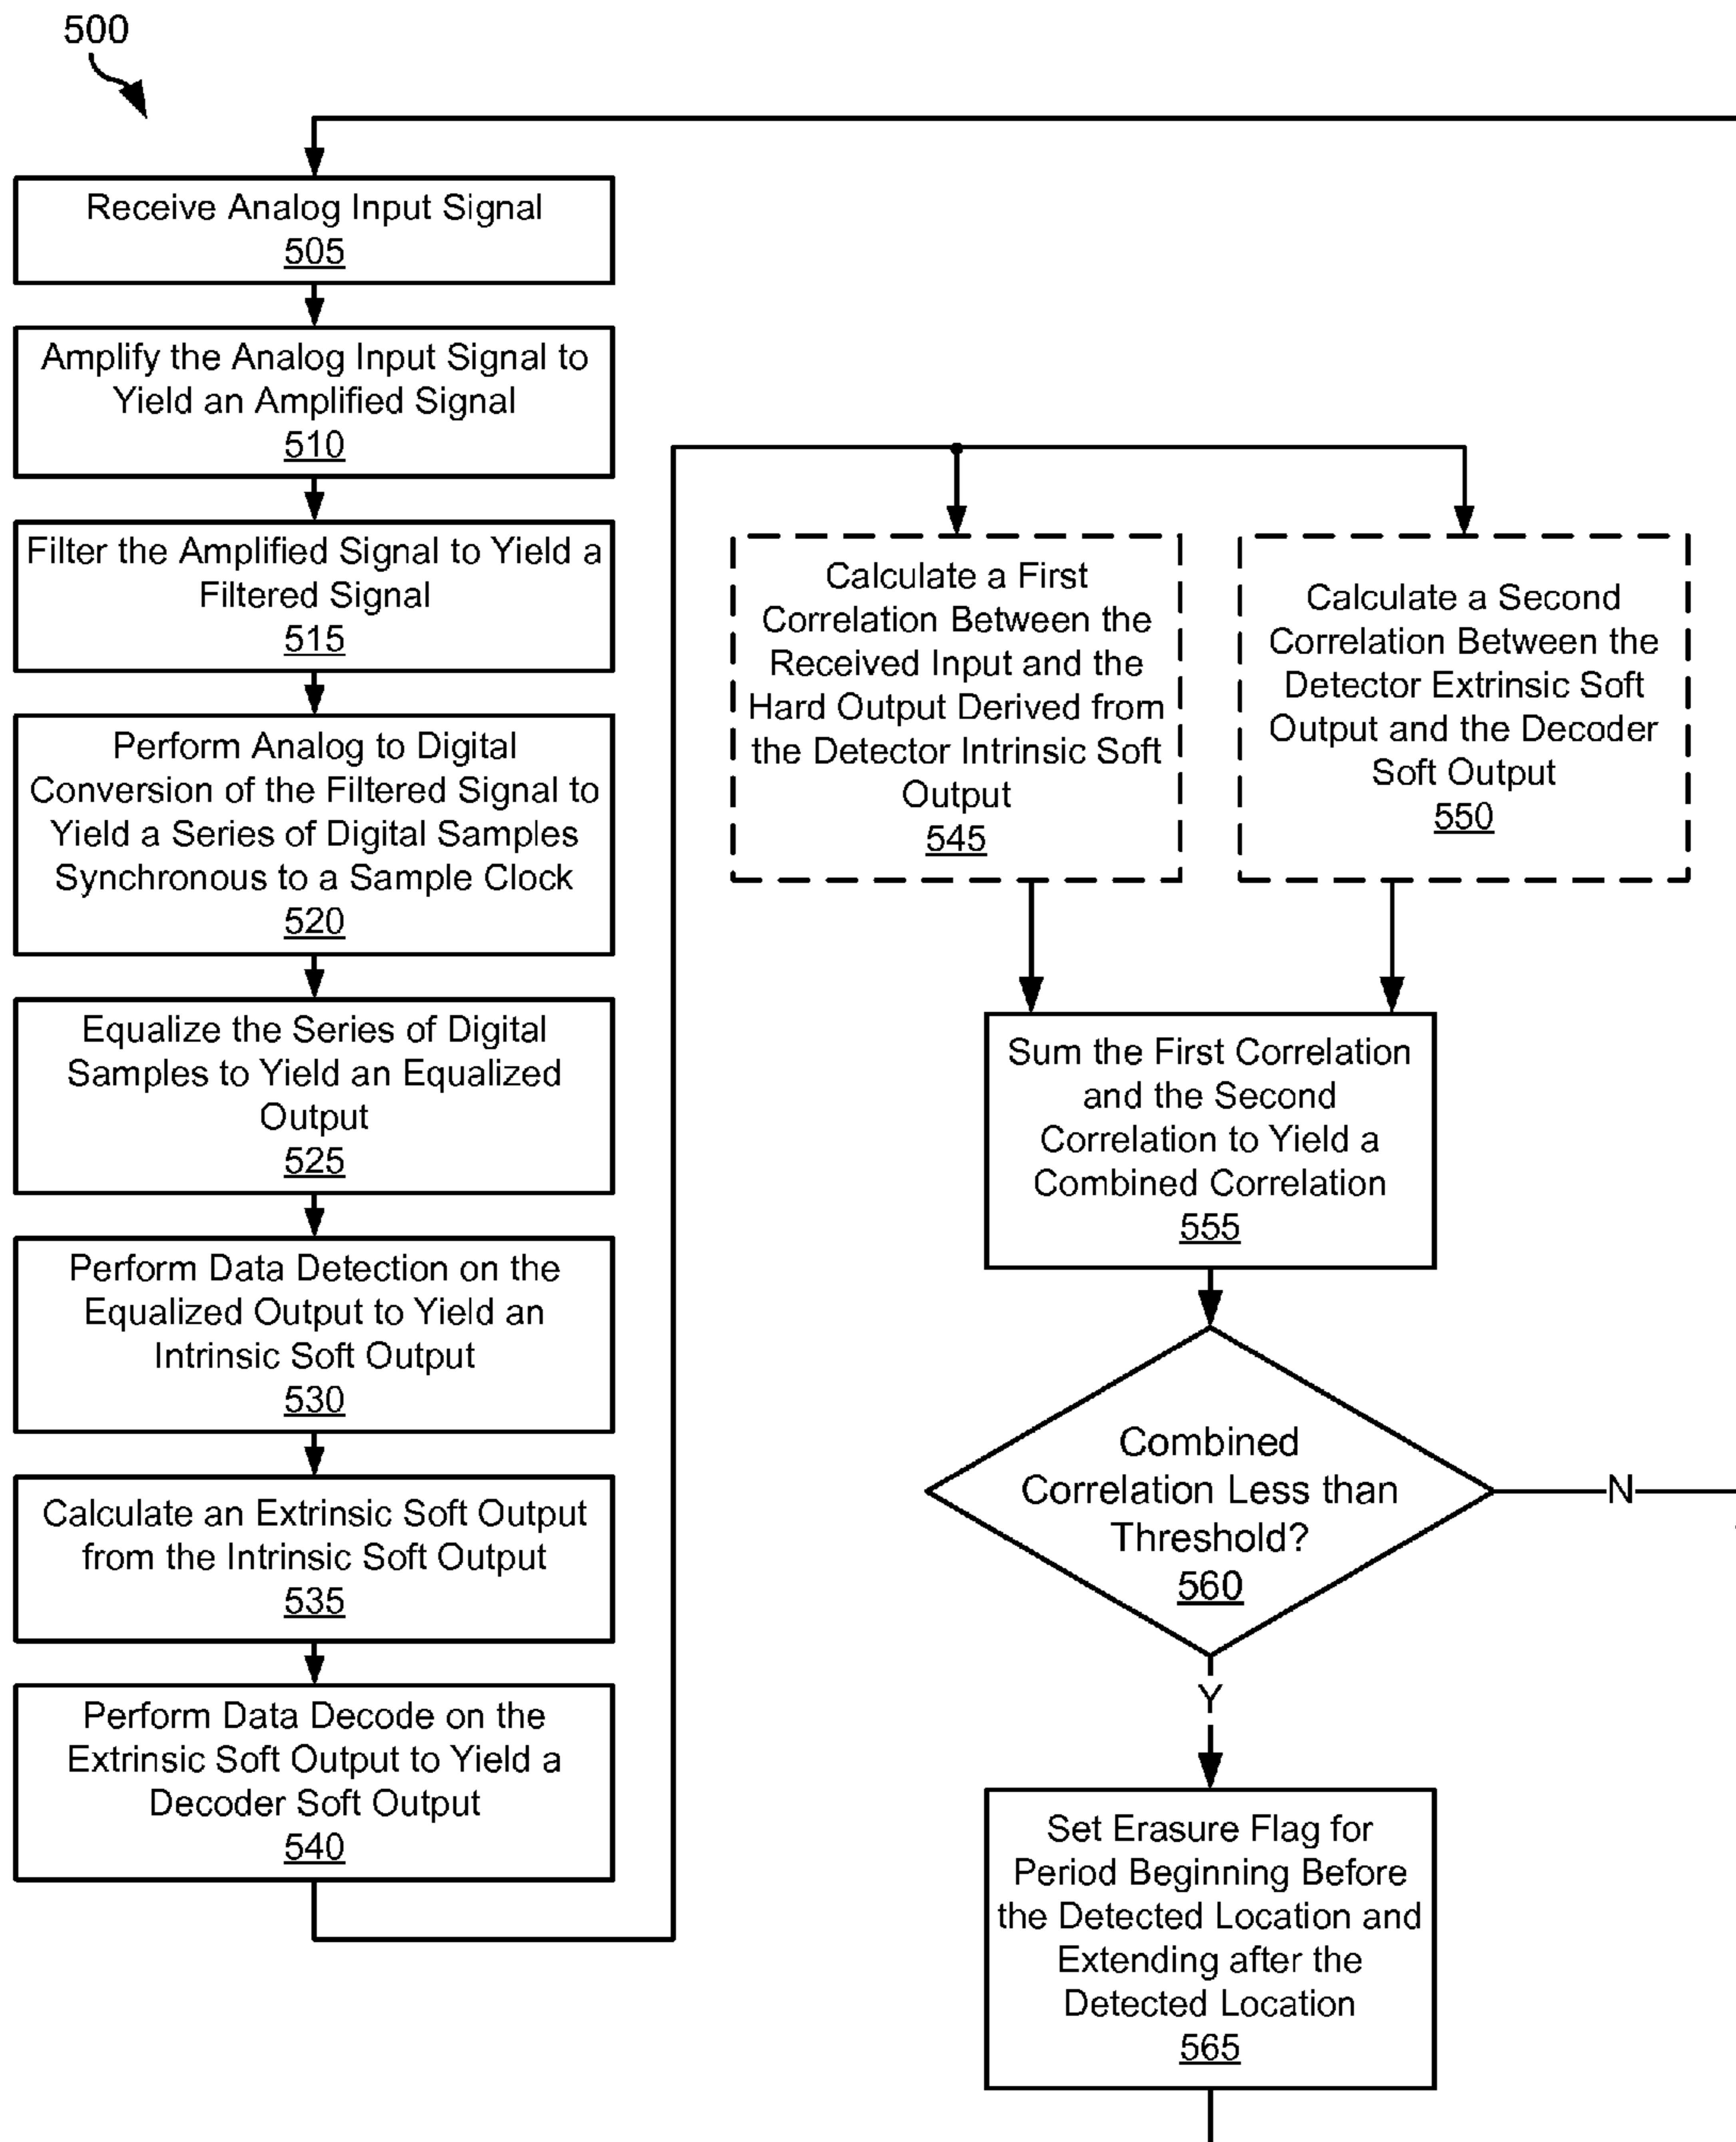 500
Receive Analog Input Signal
505
Amplify the Analog Input Signal to
Yield an Amplified Signal
510
Filter the Amplified Signal to Yield a
Filtered Signal
515
Perform Analog to Digital
Conversion of the Filtered Signal to
Yield a Series of Digital Samples
Synchronous to a Sample Clock
520
Equalize the Series of Digital
Samples to Yield an Equalized
Output
525
Perform Data Detection on the
Equalized Output to Yield an
Intrinsic Soft Output
530
Calculate an Extrinsic Soft Output
from the Intrinsic Soft Output
535
Perform Data Decode on the
Extrinsic Soft Output to Yield a
Decoder Soft Output
540
Calculate a First
Correlation Between the
Received Input and the
Hard Output Derived from
the Detector Intrinsic Soft
Output
545
Calculate a Second
Correlation Between the
Detector Extrinsic Soft
Output and the Decoder
Soft Output
550
Sum the First Correlation
and the Second
Correlation to Yield a
Combined Correlation
555
Combined
Correlation Less than
Threshold?
560
N
Y
Set Erasure Flag for
Period Beginning Before
the Detected Location and
Extending after the
Detected Location
565